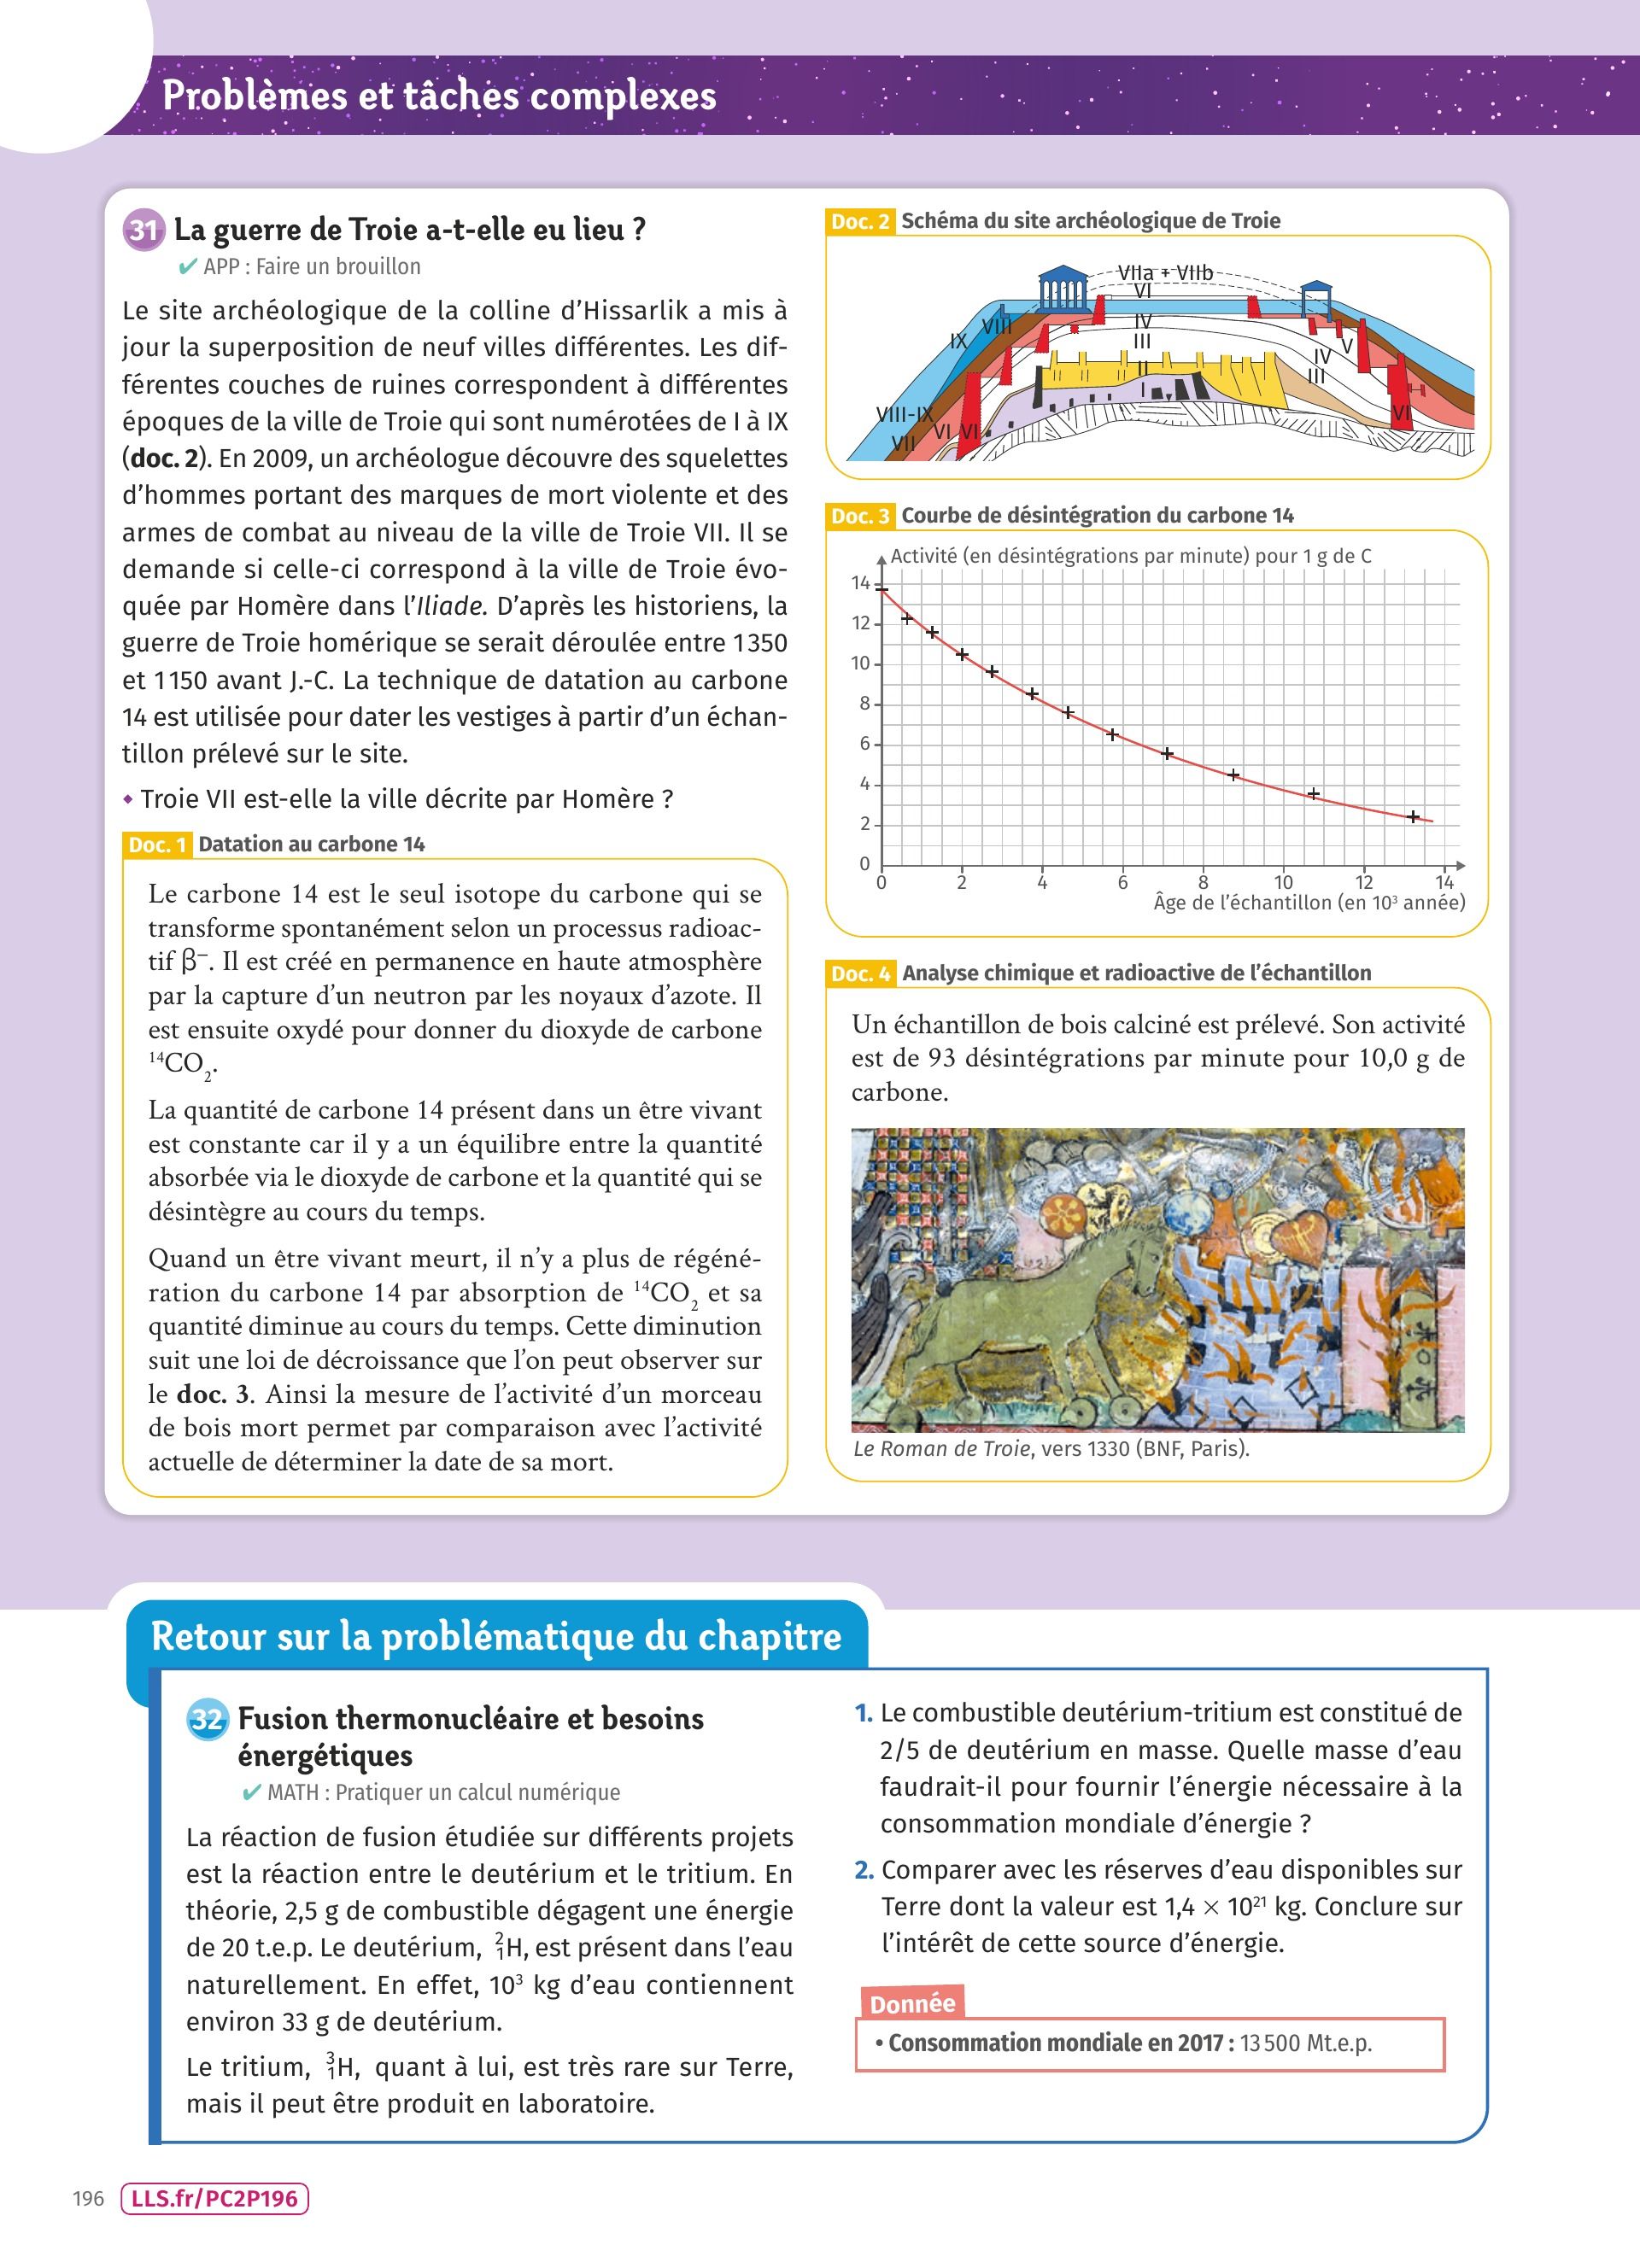 Problèmes et tâches complexes
31 La guerre de Troie a-t-elle eu lieu ?
✔ APP : Faire un brouillon
Le site archéologique de la colline d’Hissarlik a mis à
jour la superposition de neuf villes différentes. Les dif-
férentes couches de ruines correspondent à différentes
époques de la ville de Troie qui sont numérotées de I à IX
(doc. 2). En 2009, un archéologue découvre des squelettes
d’hommes portant des marques de mort violente et des
armes de combat au niveau de la ville de Troie VII. Il se
demande si celle-ci correspond à la ville de Troie évo-
quée par Homère dans l’Iliade. D’après les historiens, la
guerre de Troie homérique se serait déroulée entre 1350
et 1150 avant J.-C. La technique de datation au carbone
14 est utilisée pour dater les vestiges à partir d’un échan-
tillon prélevé sur le site.
◆ Troie VII est-elle la ville décrite par Homère ?
Doc. 1 Datation au carbone 14
Le carbone 14 est le seul isotope du carbone qui se
transforme spontanément selon un processus radioac-
tif β⁻. Il est créé en permanence en haute atmosphère
par la capture d’un neutron par les noyaux d’azote. Il
est ensuite oxydé pour donner du dioxyde de carbone
¹⁴CO₂.
La quantité de carbone 14 présent dans un être vivant
est constante car il y a un équilibre entre la quantité
absorbée via le dioxyde de carbone et la quantité qui se
désintègre au cours du temps.
Quand un être vivant meurt, il n’y a plus de régéné-
ration du carbone 14 par absorption de ¹⁴CO₂ et sa
quantité diminue au cours du temps. Cette diminution
suit une loi de décroissance que l’on peut observer sur
le doc. 3. Ainsi la mesure de l’activité d’un morceau
de bois mort permet par comparaison avec l’activité
actuelle de déterminer la date de sa mort.
Doc. 2 Schéma du site archéologique de Troie
VIIa + VIIb
VI
VIII
IV
IX
III
V
IV
II
III
I
VIII-IX
VI
VI
VI
VII
Doc. 3 Courbe de désintégration du carbone 14
Activité (en désintégrations par minute) pour 1 g de C
14
12
10
8
6
4
2
0
0 2 4 6 8 10 12 14
Âge de l’échantillon (en 10³ année)
Doc. 4 Analyse chimique et radioactive de l’échantillon
Un échantillon de bois calciné est prélevé. Son activité
est de 93 désintégrations par minute pour 10,0 g de
carbone.
Le Roman de Troie, vers 1330 (BNF, Paris).
Retour sur la problématique du chapitre
32 Fusion thermonucléaire et besoins
énergétiques
✔ MATH : Pratiquer un calcul numérique
La réaction de fusion étudiée sur différents projets
est la réaction entre le deutérium et le tritium. En
théorie, 2,5 g de combustible dégagent une énergie
de 20 t.e.p. Le deutérium, ²₁H, est présent dans l’eau
naturellement. En effet, 10³ kg d’eau contiennent
environ 33 g de deutérium.
Le tritium, ³₁H, quant à lui, est très rare sur Terre,
mais il peut être produit en laboratoire.
1. Le combustible deutérium-tritium est constitué de
2/5 de deutérium en masse. Quelle masse d’eau
faudrait-il pour fournir l’énergie nécessaire à la
consommation mondiale d’énergie ?
2. Comparer avec les réserves d’eau disponibles sur
Terre dont la valeur est 1,4 × 10²¹ kg. Conclure sur
l’intérêt de cette source d’énergie.
Donnée
• Consommation mondiale en 2017 : 13 500 Mt.e.p.
196 LLS.fr/PC2P196